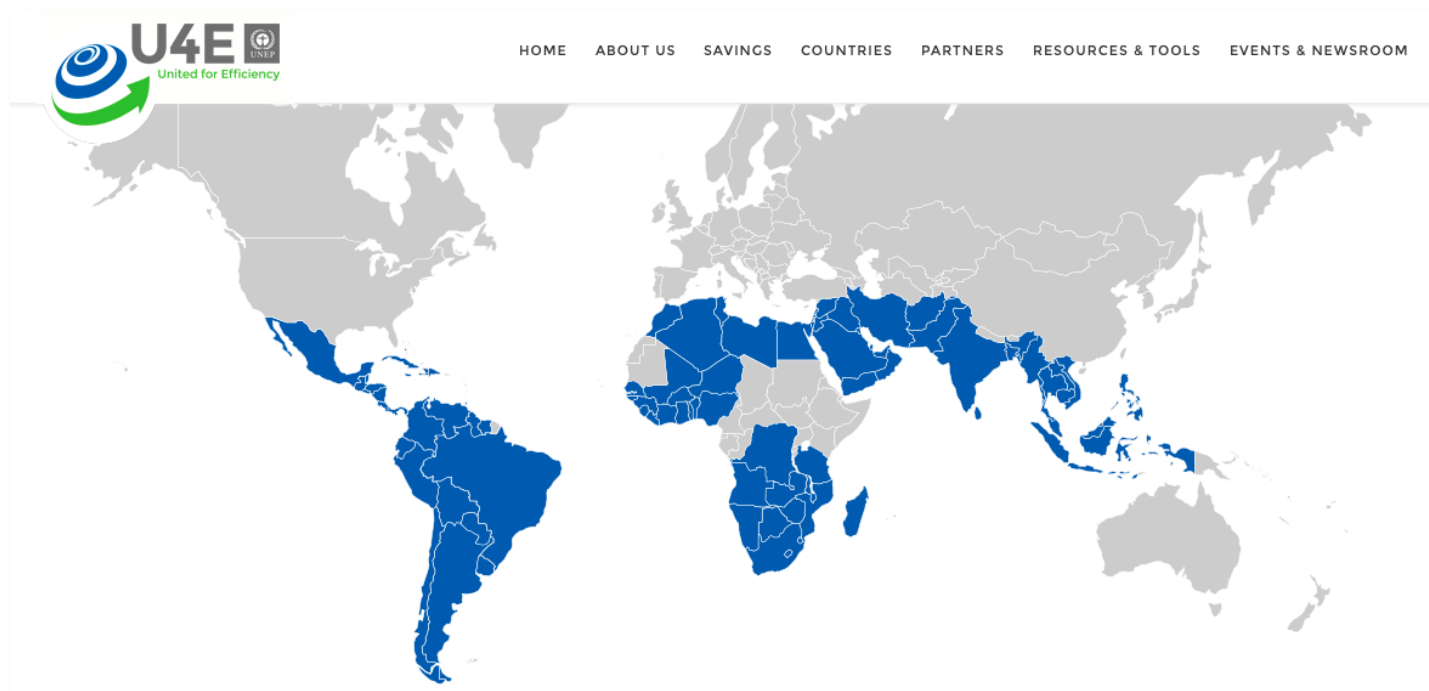 U4E
UNEP
United for Efficiency
HOME ABOUT US SAVINGS COUNTRIES PARTNERS RESOURCES & TOOLS EVENTS & NEWSROOM